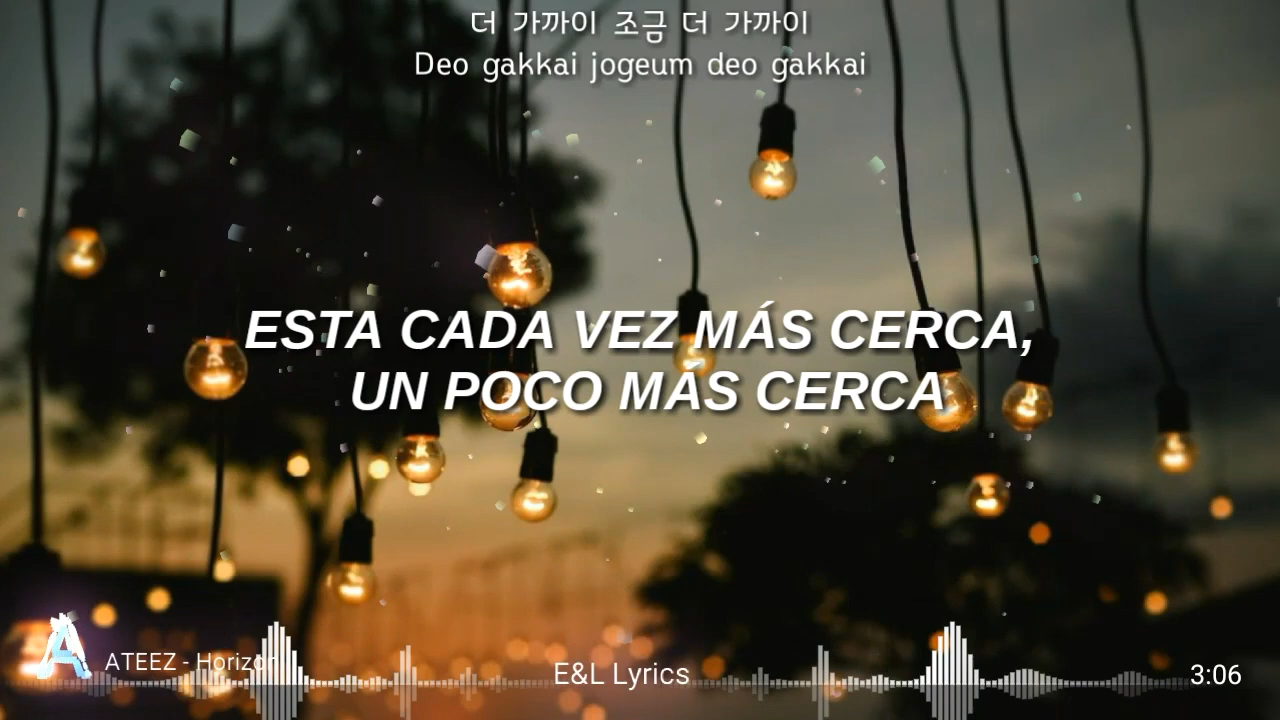 더 가까이 조금 더 가까이
Deo gakkai jogeum deo gakkai
ESTA CADA VEZ MÁS CERCA,
UN POCO MÁS CERCA
A
ATEEZ - Horizon
E&L Lyrics
3:06